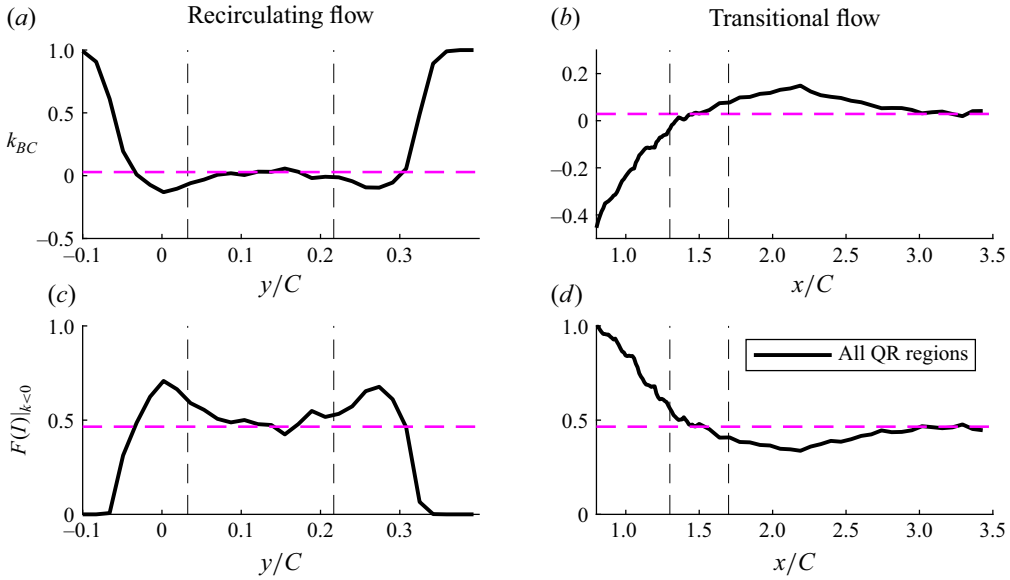 (a) Recirculating flow (b) Transitional flow
1.0
0.5
0
–0.5
k_BC
–0.1 0 0.1 0.2 0.3
y/C
0.2
0
–0.2
–0.4
1.0 1.5 2.0 2.5 3.0 3.5
x/C
(c)
1.0
0.5
0
F(I)|k<0
–0.1 0 0.1 0.2 0.3
y/C
(d)
1.0
0.5
0
All QR regions
1.0 1.5 2.0 2.5 3.0 3.5
x/C